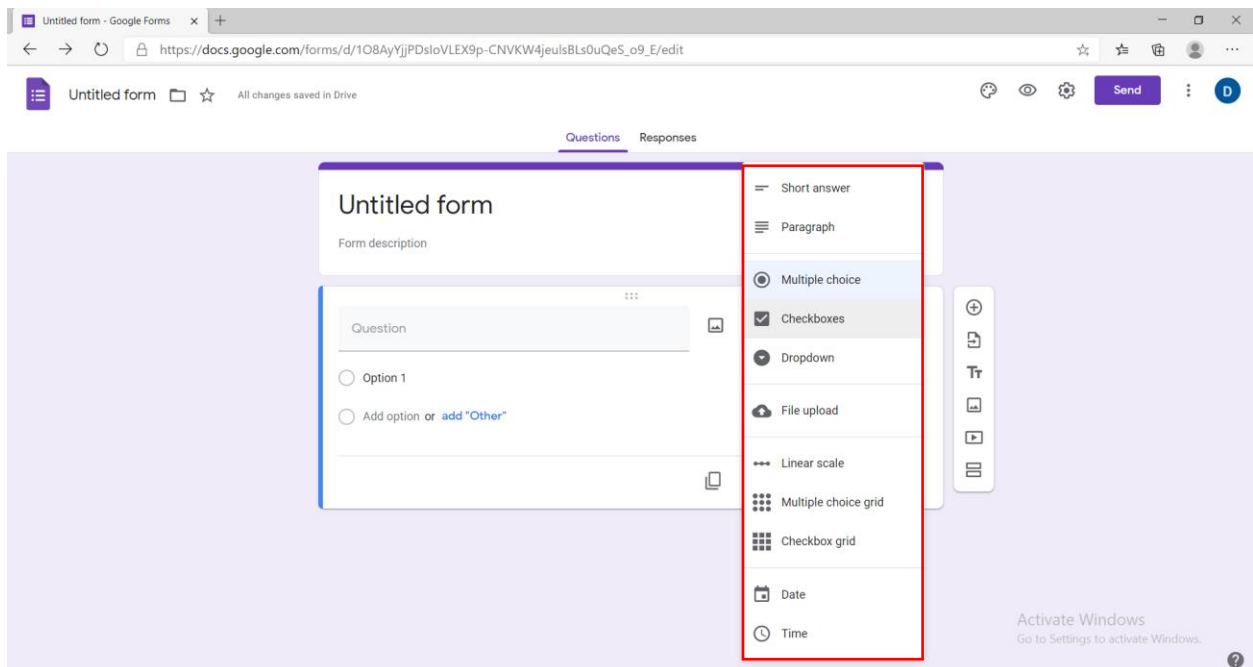 Untitled form - Google Forms
https://docs.google.com/forms/d/1O8AyYjjPDsIoVLEX9p-CNVKW4jeulsBLs0uQeS_o9_E/edit
Untitled form
All changes saved in Drive
Send
D
Questions Responses
Untitled form
Form description
Question
Option 1
Add option or add "Other"
Short answer
Paragraph
Multiple choice
Checkboxes
Dropdown
File upload
Linear scale
Multiple choice grid
Checkbox grid
Date
Time
Tт
Activate Windows
Go to Settings to activate Windows.